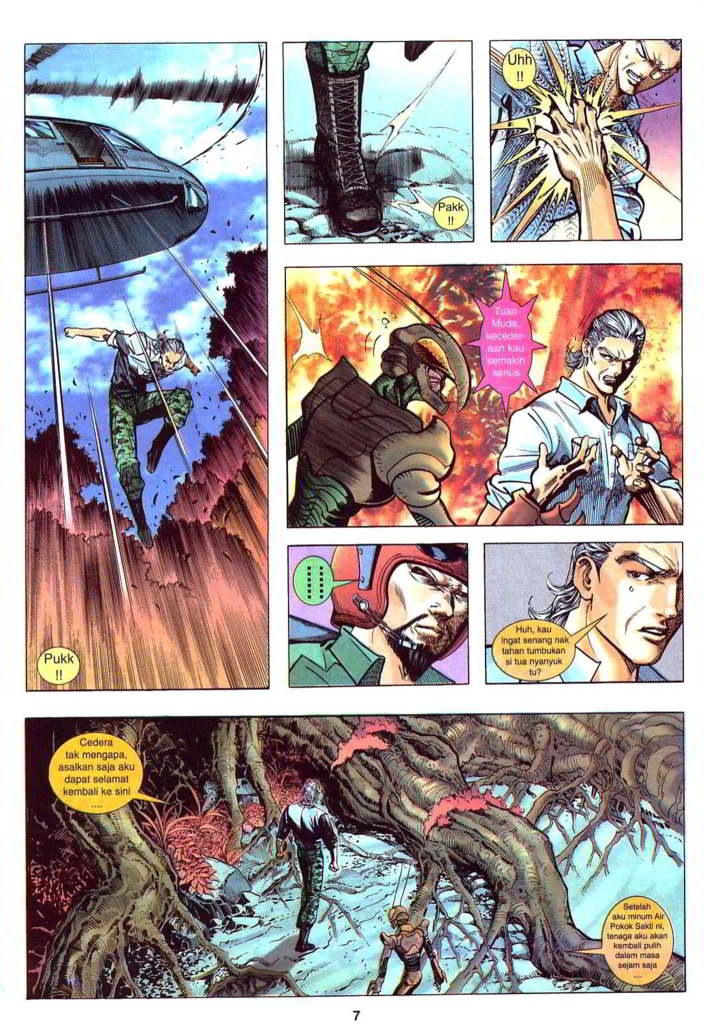 Pukk
!!
Pakk
!!
Uhh
!!
Tuan
Muda,
keceder-
aan kau
semakin
serius
Huh, kau
ingat senang nak
tahan tumbukan
si tua nyanyuk
tu?
Cedera
tak mengapa,
asalkan saja aku
dapat selamat
kembali ke sini
....
Setelah
aku minum Air
Pokok Sakti ni,
tenaga aku akan
kembali pulih
dalam masa
sejam saja
....
7